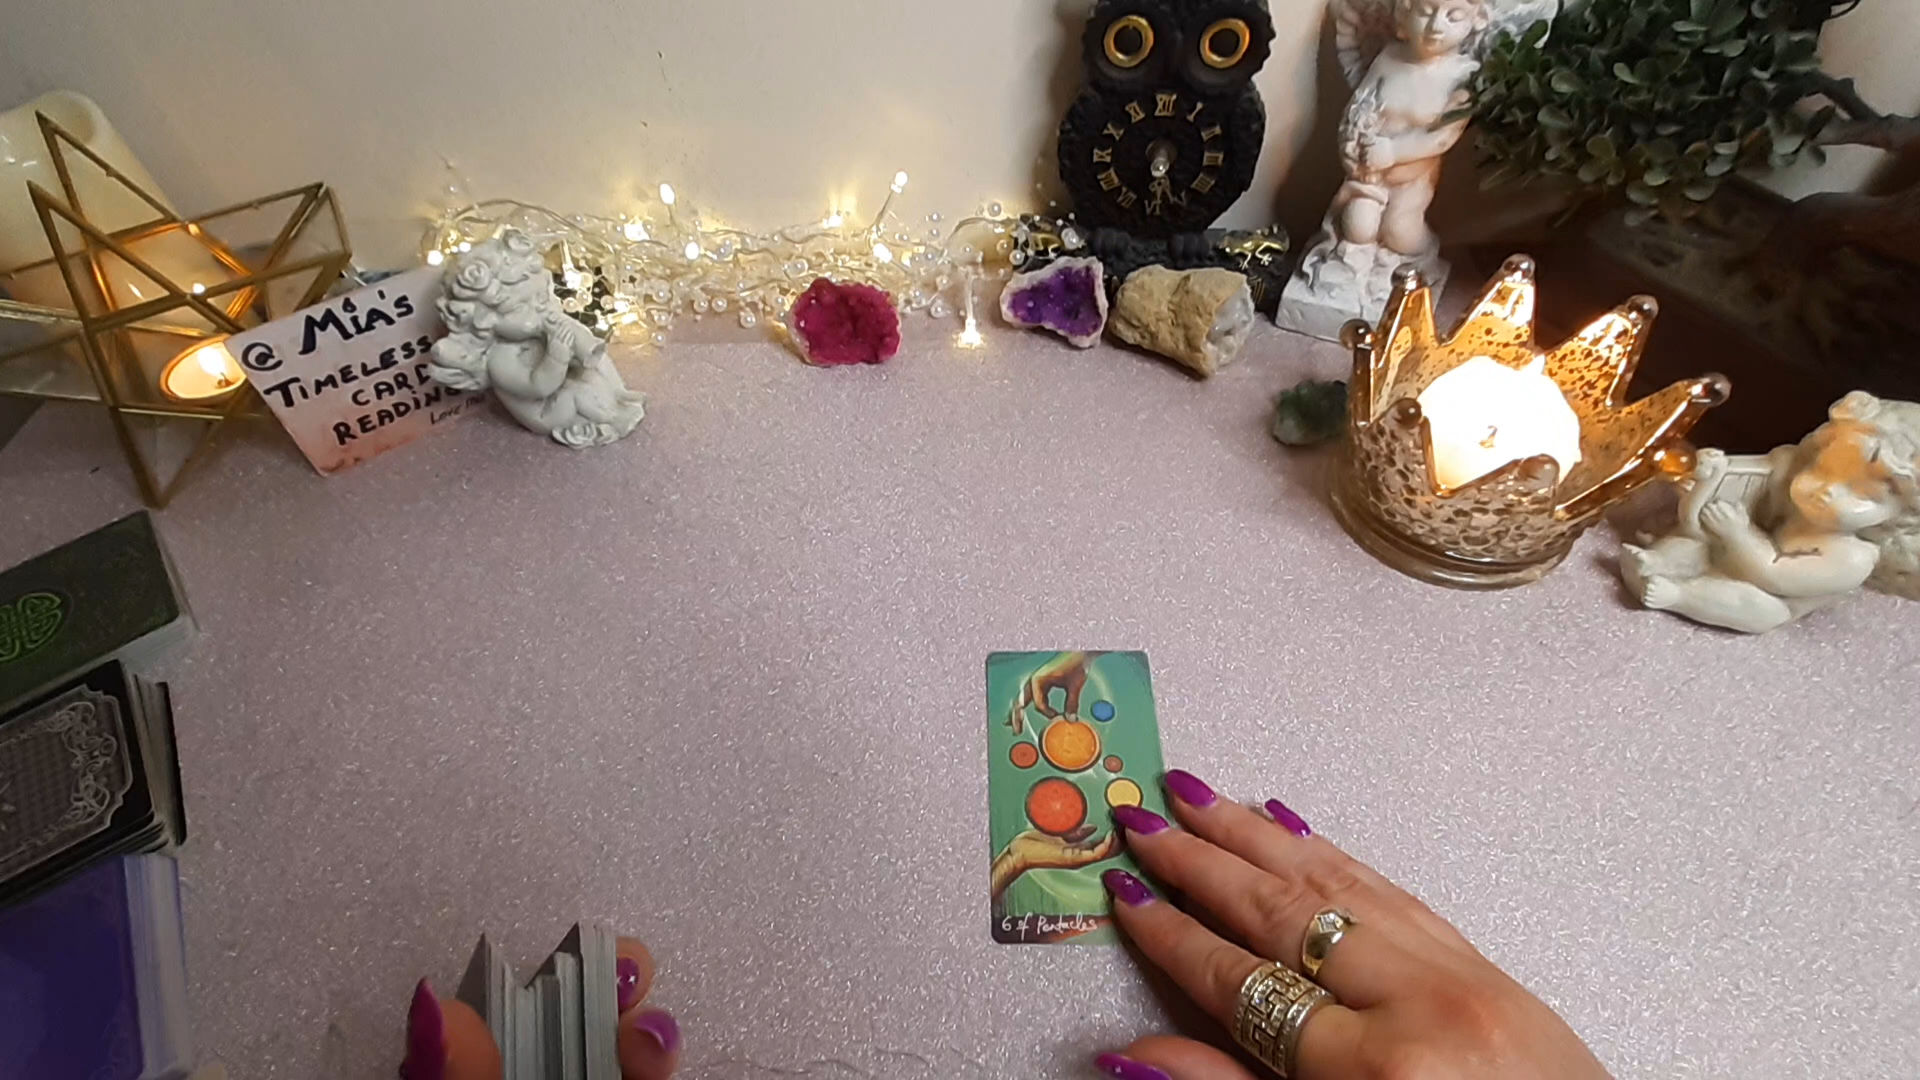 @ MiA's
TiMELESS
CARD
READiNG
6 of Pentacles